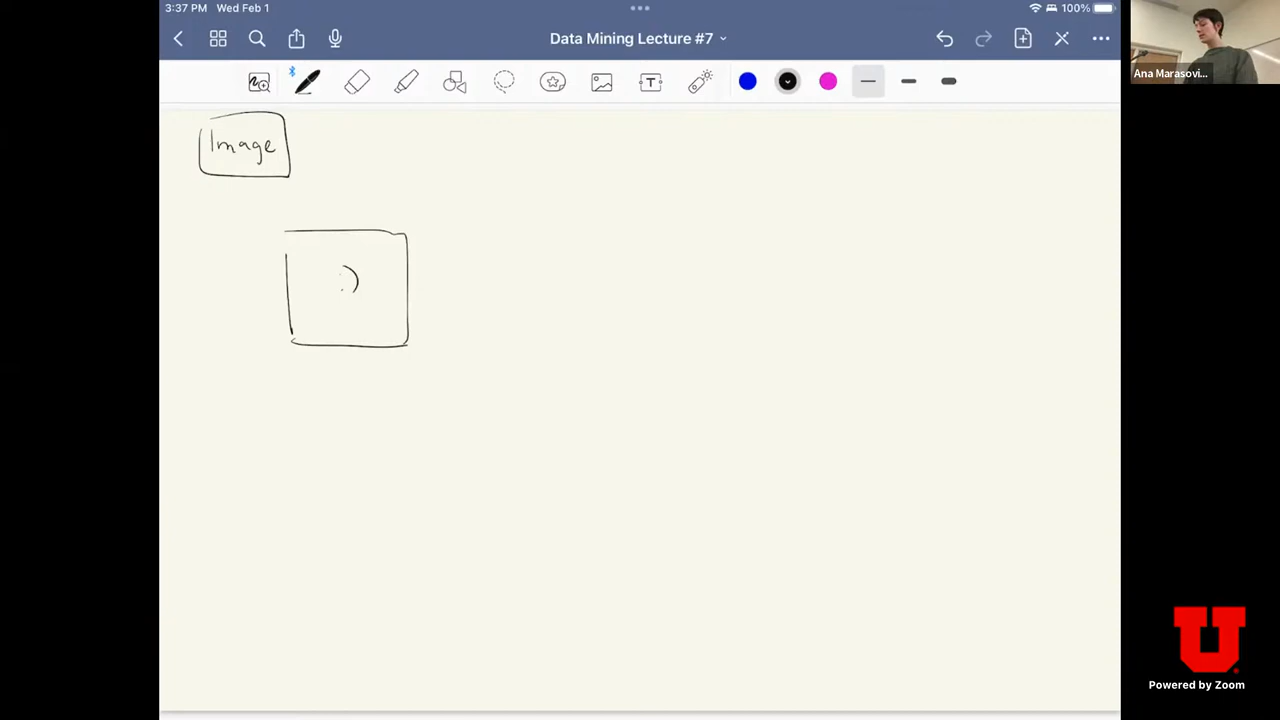 3:37 PM Wed Feb 1
100%
Data Mining Lecture #7
T
Ana Marasovi...
Image
:)
U
Powered by Zoom